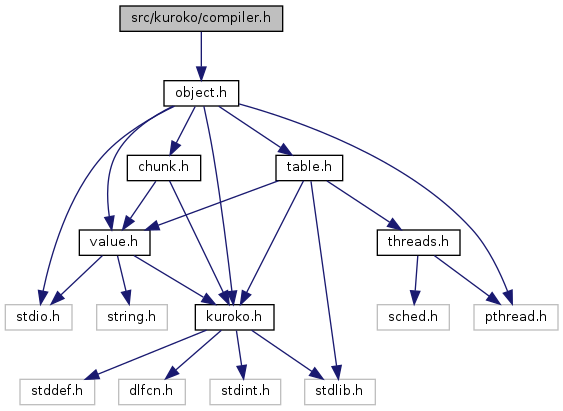 src/kuroko/compiler.h
object.h
chunk.h
table.h
value.h
threads.h
stdio.h
string.h
kuroko.h
sched.h
pthread.h
stddef.h
dlfcn.h
stdint.h
stdlib.h